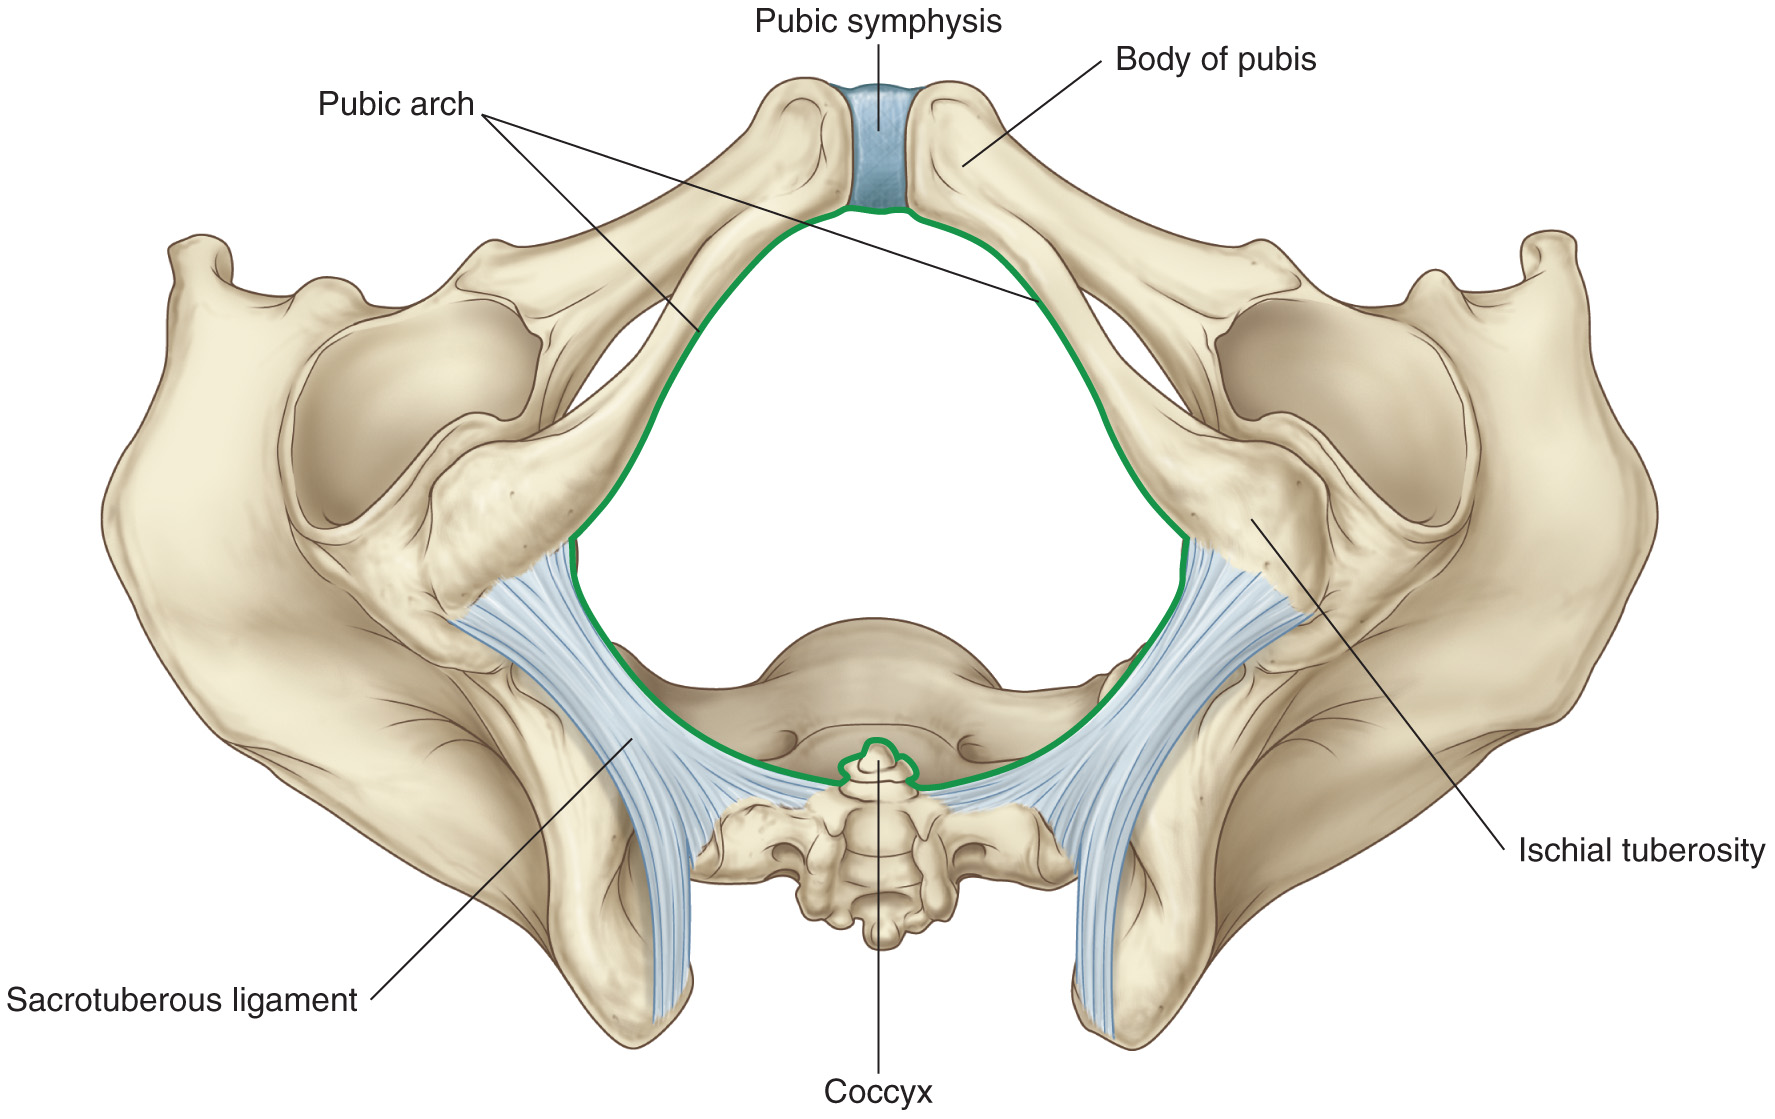 Pubic symphysis
Body of pubis
Pubic arch
Ischial tuberosity
Sacrotuberous ligament
Coccyx